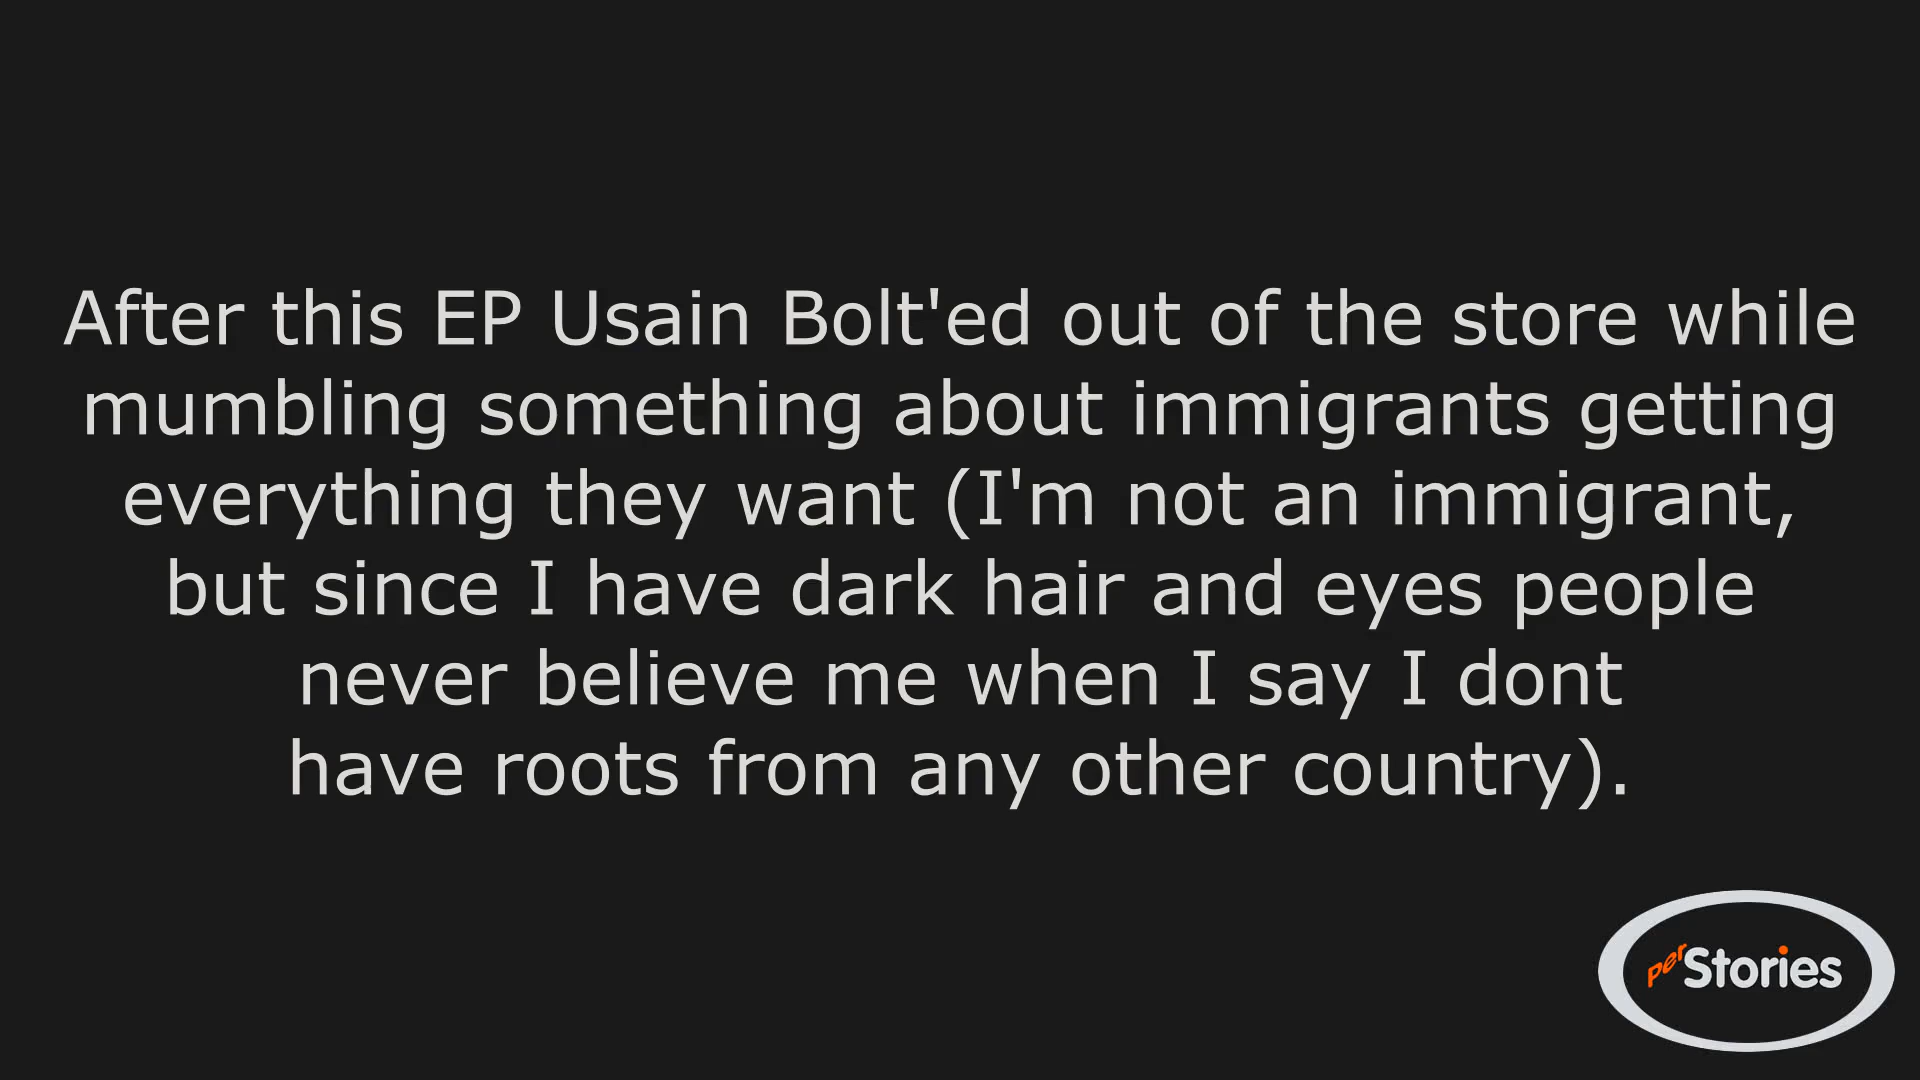 After this EP Usain Bolt'ed out of the store while
mumbling something about immigrants getting
everything they want (I'm not an immigrant,
but since I have dark hair and eyes people
never believe me when I say I dont
have roots from any other country).
perStories